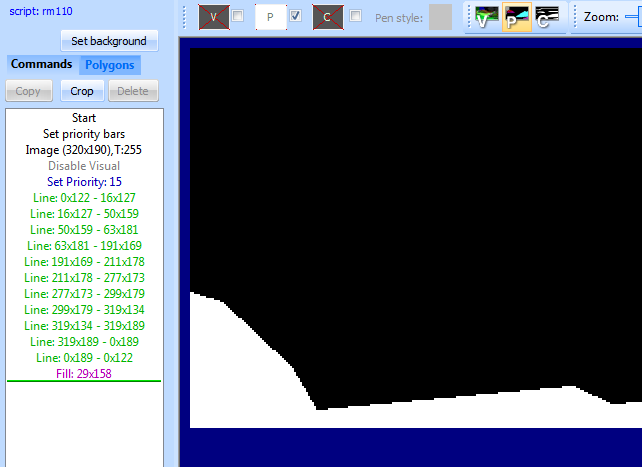 script: rm110
V P C Pen style: V P C Zoom:
Set background
Commands Polygons
Copy Crop Delete
Start
Set priority bars
Image (320x190),T:255
Disable Visual
Set Priority: 15
Line: 0x122 - 16x127
Line: 16x127 - 50x159
Line: 50x159 - 63x181
Line: 63x181 - 191x169
Line: 191x169 - 211x178
Line: 211x178 - 277x173
Line: 277x173 - 299x179
Line: 299x179 - 319x134
Line: 319x134 - 319x189
Line: 319x189 - 0x189
Line: 0x189 - 0x122
Fill: 29x158